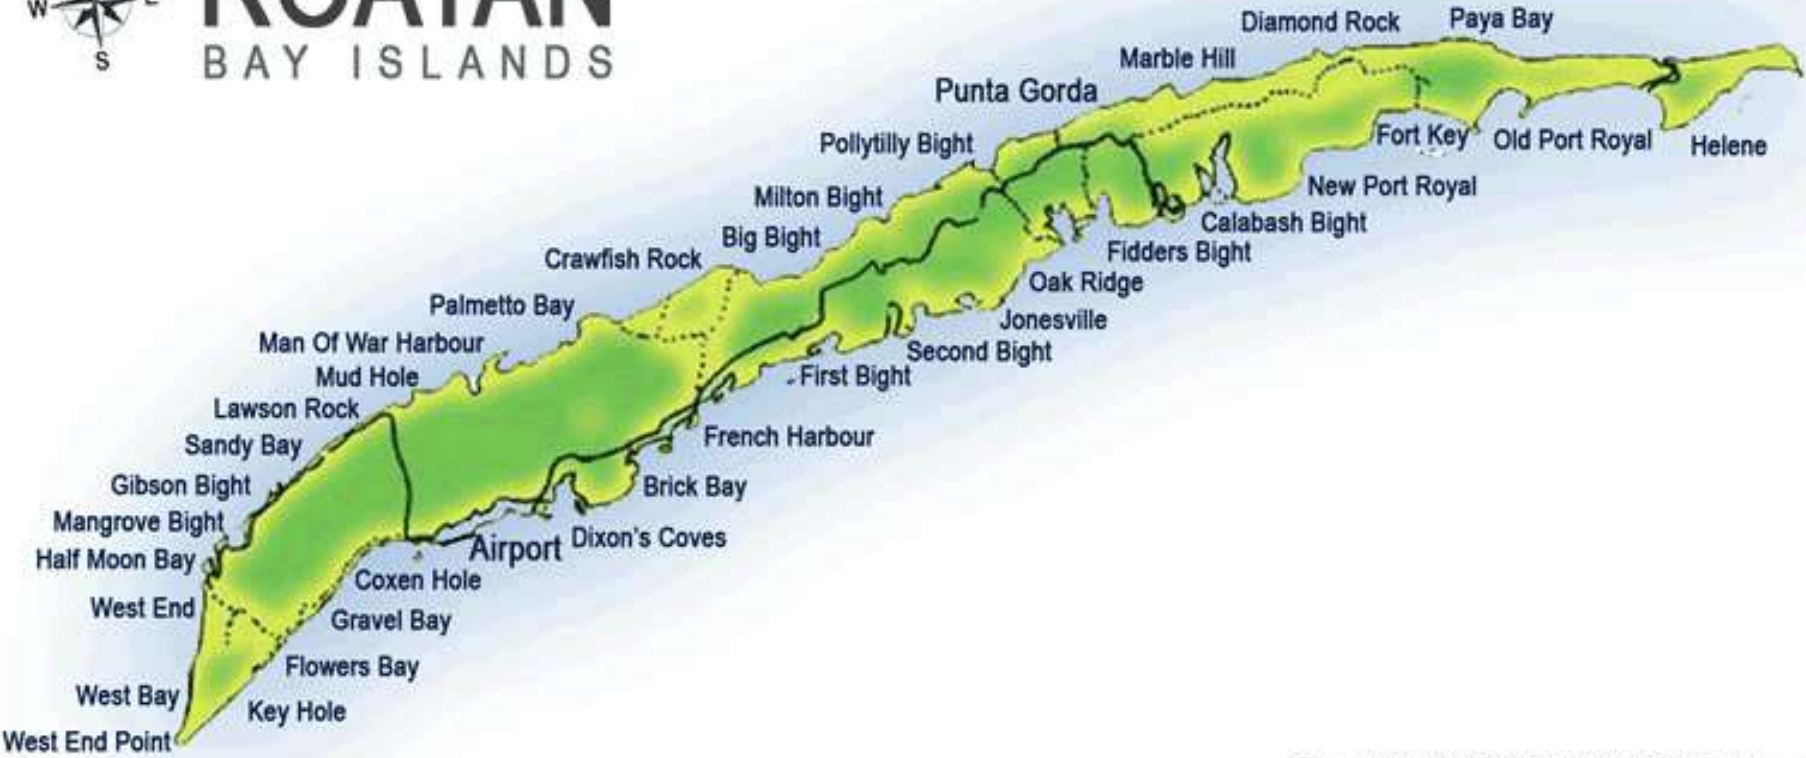 W
S
ROATAN
BAY ISLANDS
Diamond Rock
Paya Bay
Marble Hill
Punta Gorda
Pollytilly Bight
Fort Key
Old Port Royal
Helene
Milton Bight
New Port Royal
Big Bight
Calabash Bight
Crawfish Rock
Fidders Bight
Oak Ridge
Palmetto Bay
Jonesville
Man Of War Harbour
Second Bight
Mud Hole
First Bight
Lawson Rock
French Harbour
Sandy Bay
Gibson Bight
Brick Bay
Mangrove Bight
Dixon's Coves
Airport
Half Moon Bay
Coxen Hole
West End
Gravel Bay
Flowers Bay
West Bay
Key Hole
West End Point